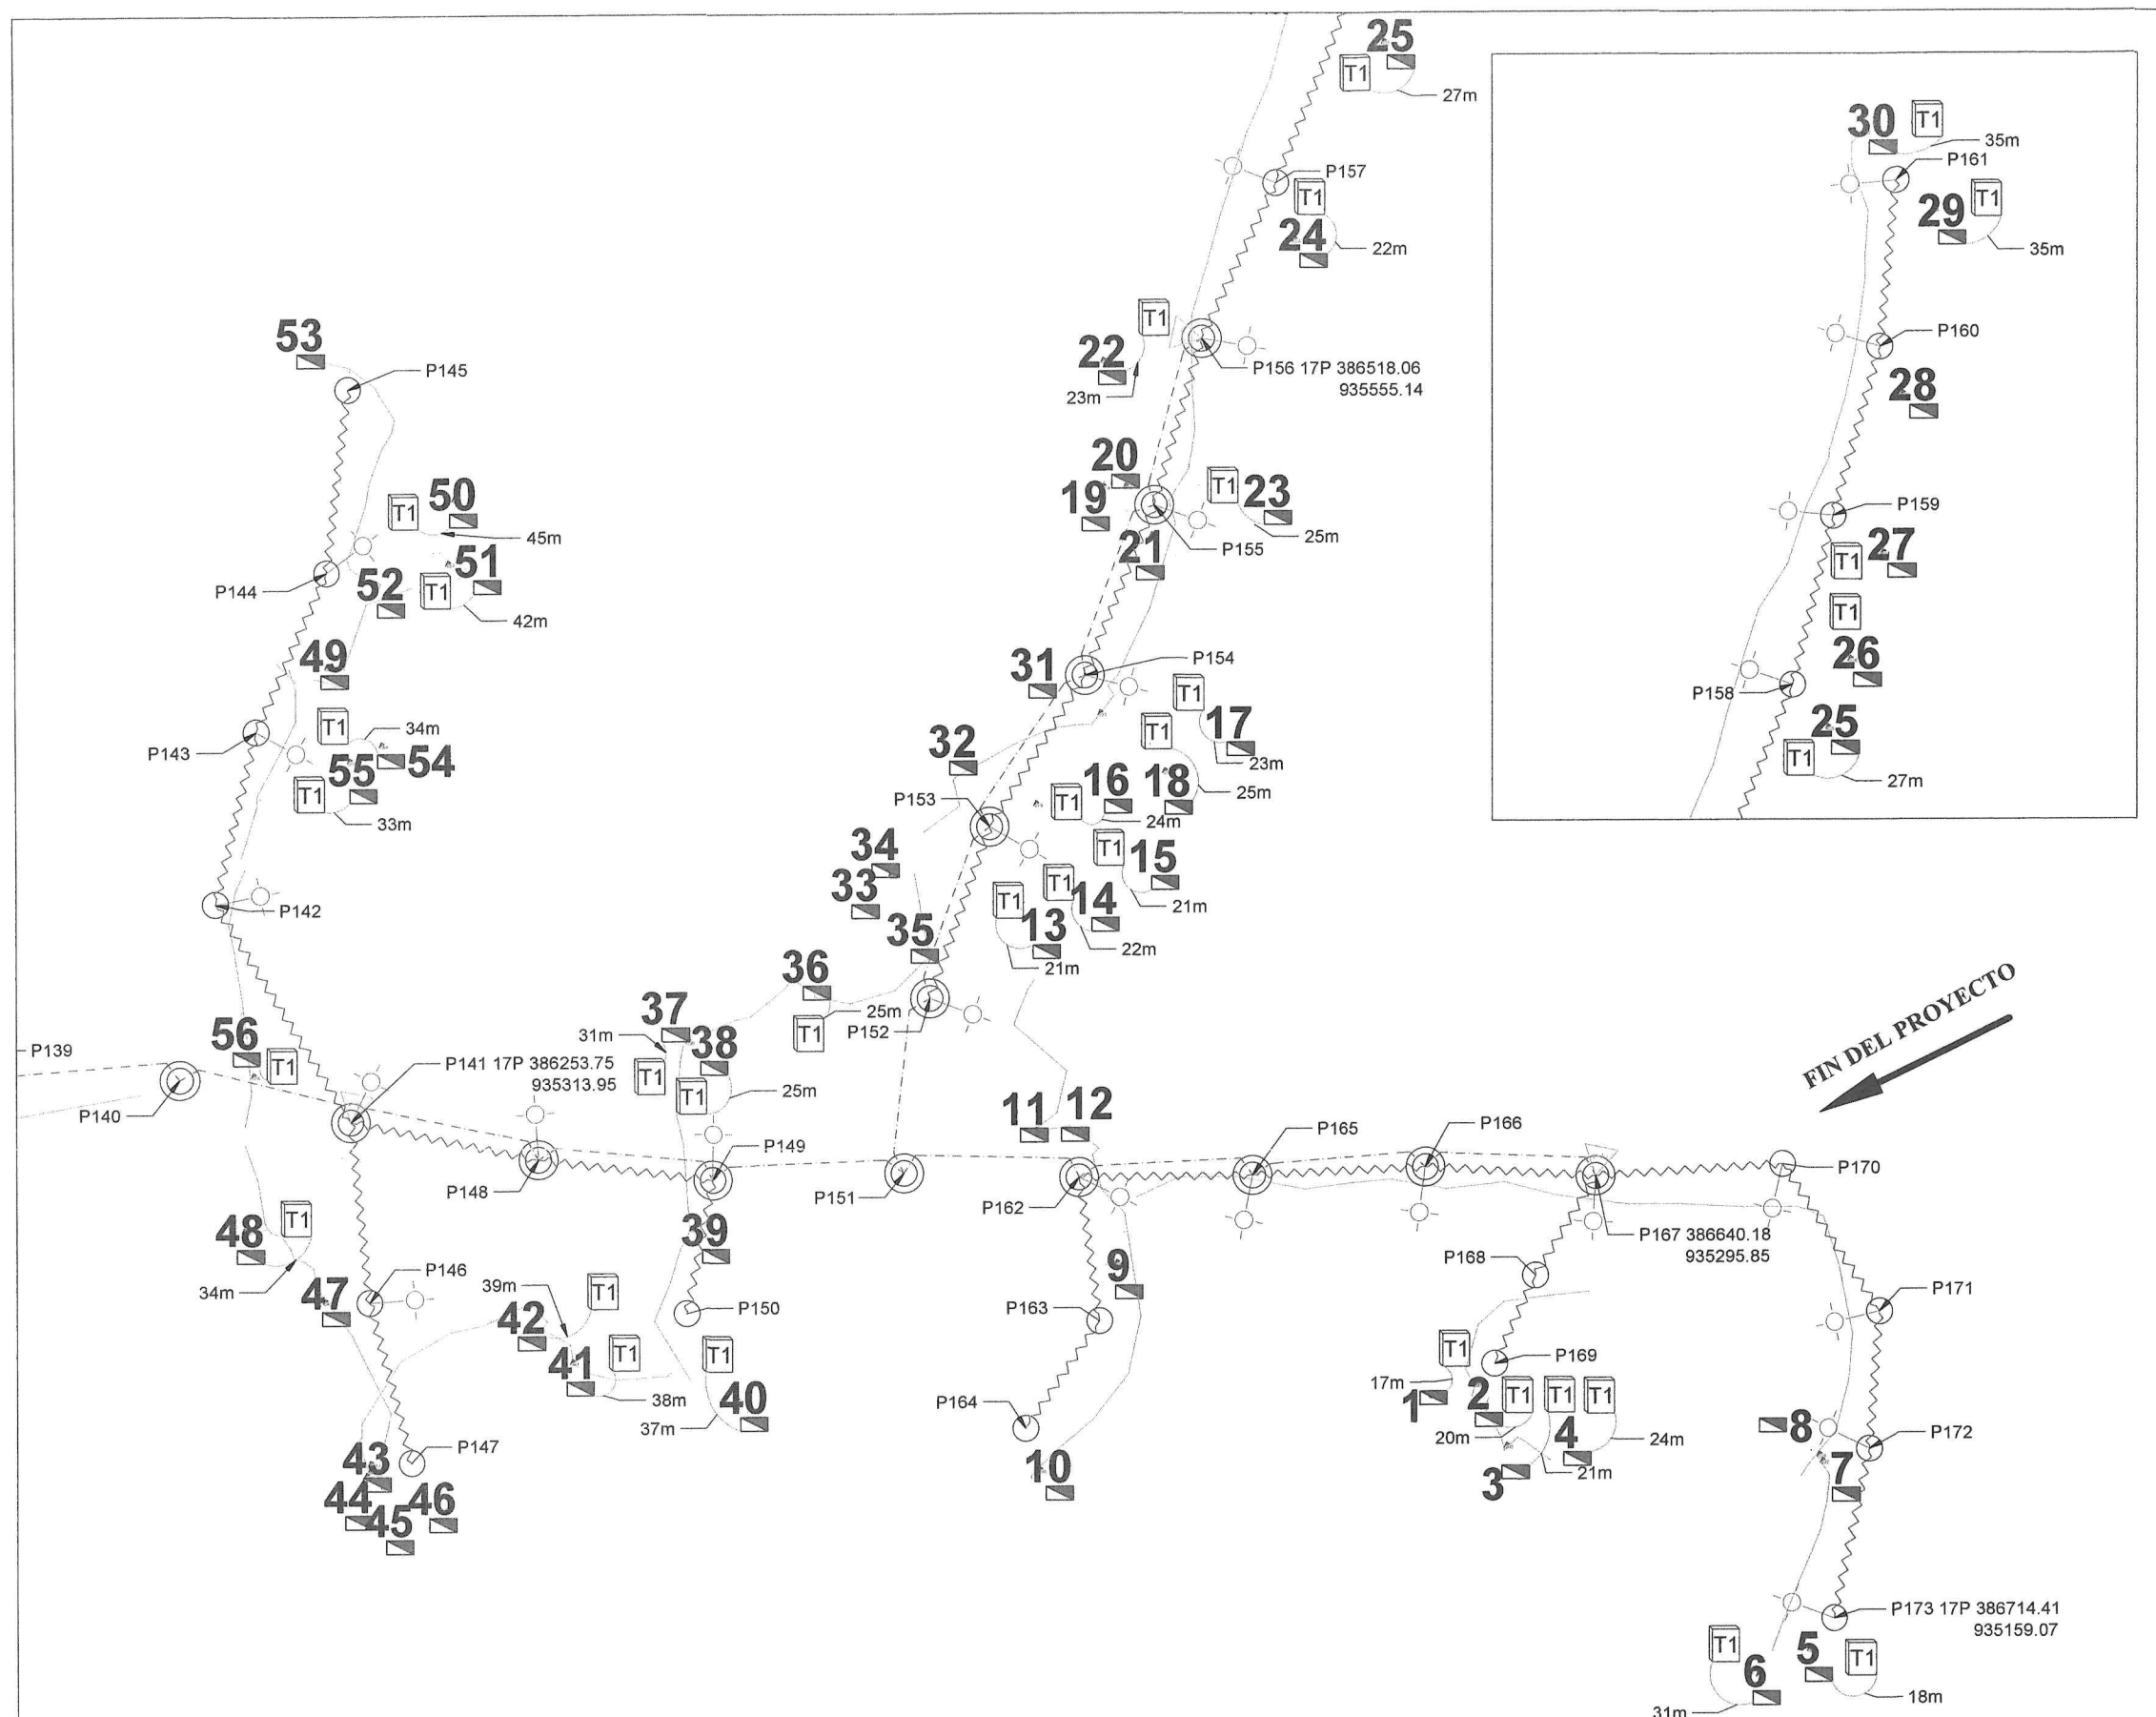 25
T1
27m
30
T1
35m
P161
29
T1
35m
P157
T1
24
22m
T1
22
23m
P156 17P 386518.06
935555.14
P160
28
53
P145
20
19
T1
23
25m
21
P155
P159
T1
27
T1
26
P158
25
T1
27m
T1
50
45m
51
T1
52
42m
P144
49
T1
34m
P143
54
55
T1
33m
31
P154
T1
17
T1
23m
32
16
18
T1
25m
P153
24m
T1
15
21m
34
33
T1
14
22m
T1
13
21m
35
P142
36
25m
T1
P152
37
31m
38
T1
T1
25m
FIN DEL PROYECTO
56
T1
P139
P141 17P 386253.75
935313.95
P140
11
12
P149
P148
P151
P162
P165
P166
P170
P167 386640.18
935295.85
39
T1
48
34m
47
P146
39m
T1
42
P150
41
T1
38m
T1
40
37m
9
P163
P164
10
P168
P171
T1
17m
P169
1
2
T1
T1
T1
20m
4
24m
3
21m
8
P172
7
P147
43
44
46
45
P173 17P 386714.41
935159.07
T1
6
5
T1
18m
31m